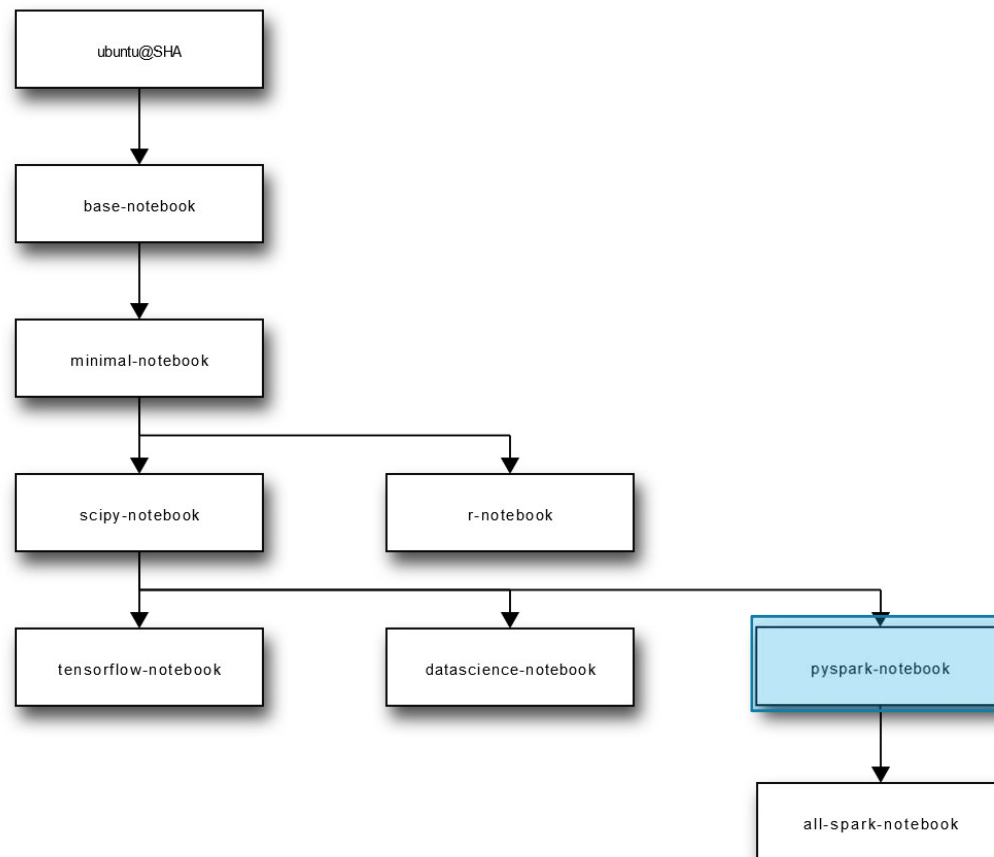 ubuntu@SHA
base-notebook
minimal-notebook
scipy-notebook
r-notebook
tensorflow-notebook
datascience-notebook
pyspark-notebook
all-spark-notebook